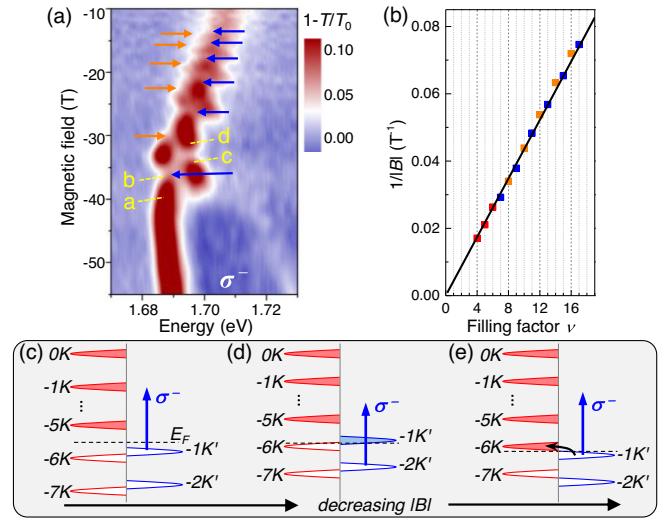 (a)
1-T/T0
0.10
0.05
0.00
-10
-20
-30
-40
-50
Magnetic field (T)
d
c
b
a
σ−
1.68
1.70
1.72
Energy (eV)
(b)
1/|B| (T-1)
0.08
0.06
0.04
0.02
0.00
0
4
8
12
16
Filling factor ν
(c)
0K
-1K
⋮
-5K
EF
-6K
-7K
σ−
-1K'
-2K'
(d)
0K
-1K
⋮
-5K
-6K
-7K
σ−
-1K'
-2K'
(e)
0K
-1K
⋮
-5K
-6K
-7K
σ−
-1K'
-2K'
decreasing |B|